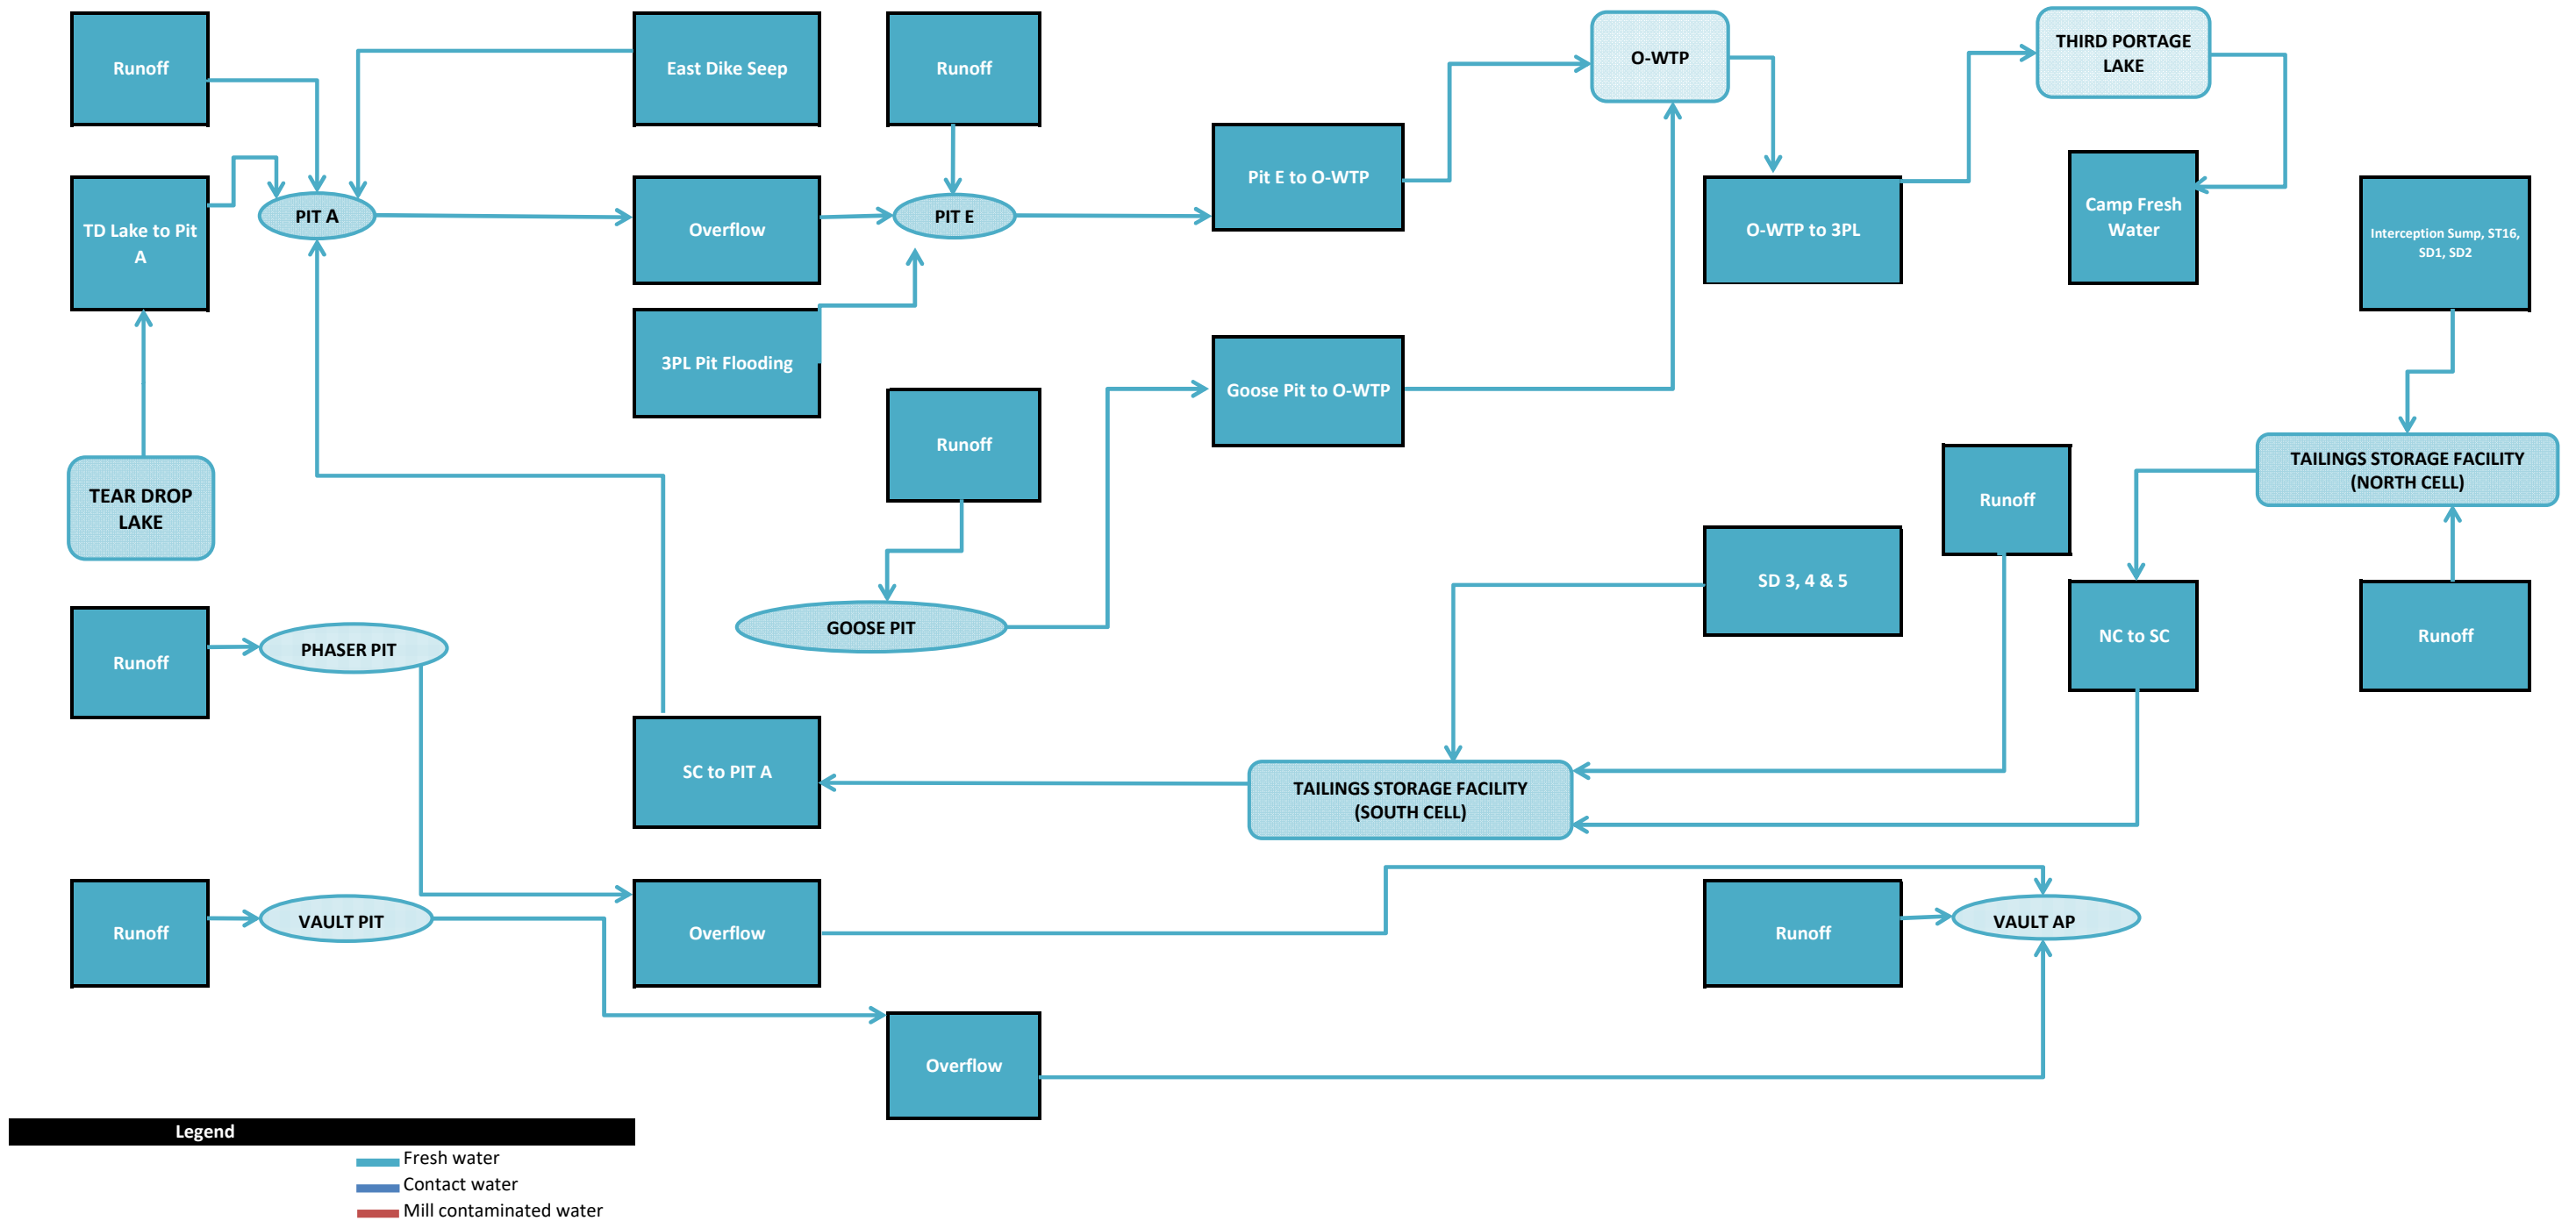 Runoff
East Dike Seep
Runoff
O-WTP
THIRD PORTAGE
LAKE
TD Lake to Pit
A
PIT A
Overflow
PIT E
Pit E to O-WTP
O-WTP to 3PL
Camp Fresh
Water
Interception Sump, ST16,
SD1, SD2
3PL Pit Flooding
Runoff
Goose Pit to O-WTP
TEAR DROP
LAKE
Runoff
TAILINGS STORAGE FACILITY
(NORTH CELL)
SD 3, 4 & 5
Runoff
PHASER PIT
GOOSE PIT
NC to SC
Runoff
SC to PIT A
TAILINGS STORAGE FACILITY
(SOUTH CELL)
Runoff
VAULT PIT
Overflow
Runoff
VAULT AP
Overflow
Legend
Fresh water
Contact water
Mill contaminated water